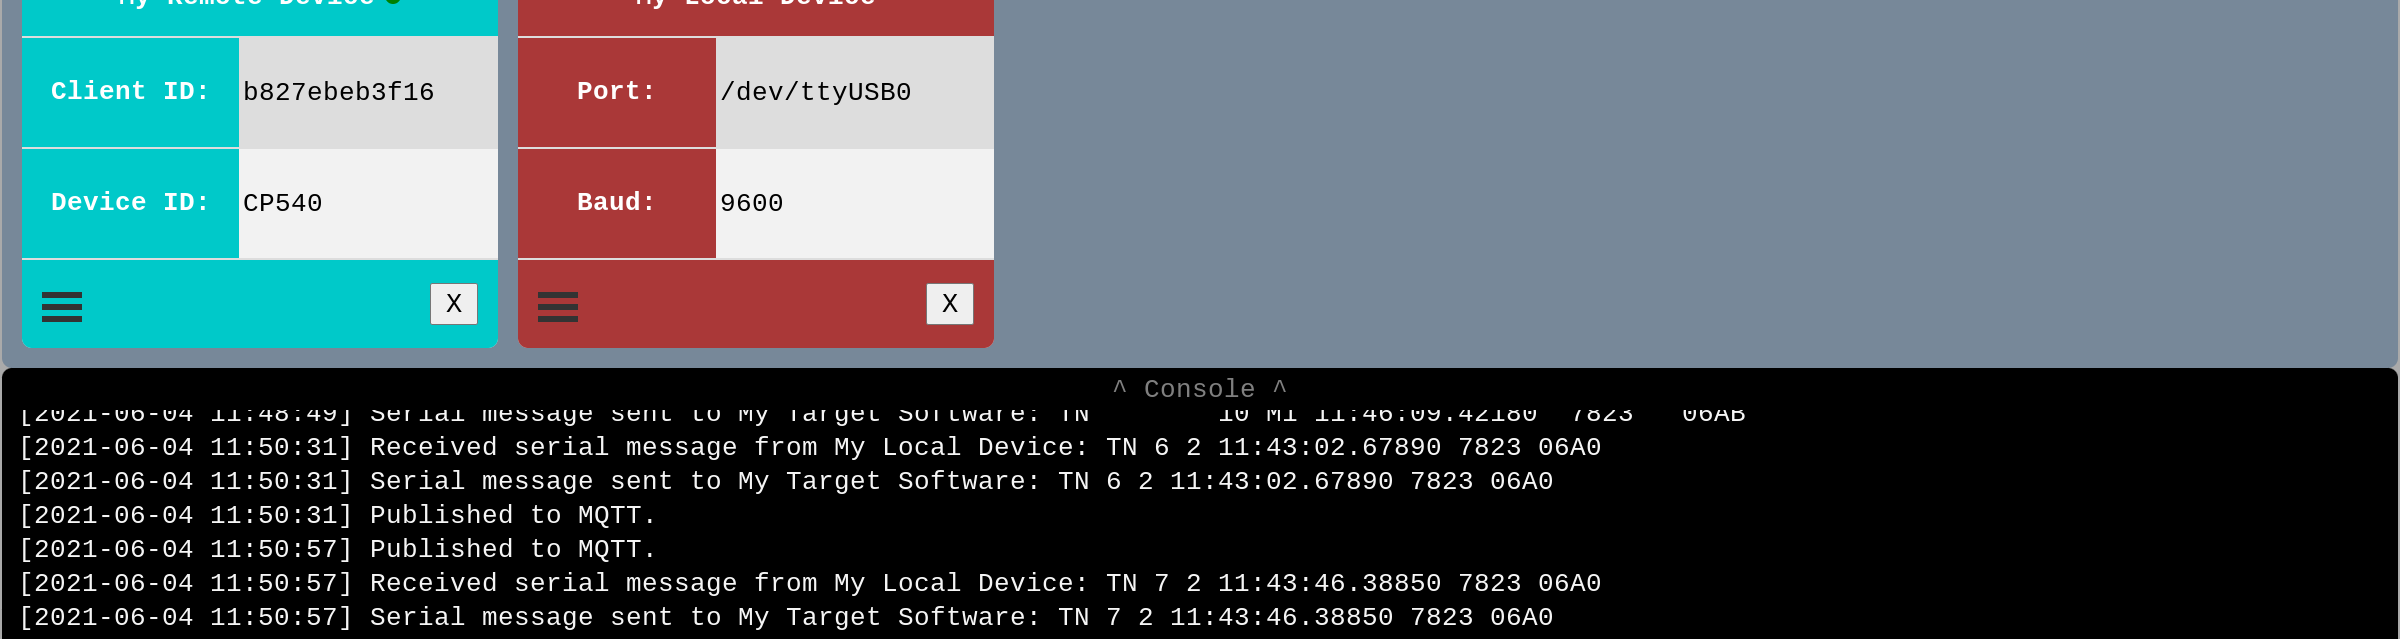 My Remote Device
My Local Device
Client ID: b827ebeb3f16
Port: /dev/ttyUSB0
Device ID: CP540
Baud: 9600
X
X
^ Console ^
[2021-06-04 11:48:49] Serial message sent to My Target Software: TN        10 M1 11:46:09.42180  7823   06AB
[2021-06-04 11:50:31] Received serial message from My Local Device: TN 6 2 11:43:02.67890 7823 06A0
[2021-06-04 11:50:31] Serial message sent to My Target Software: TN 6 2 11:43:02.67890 7823 06A0
[2021-06-04 11:50:31] Published to MQTT.
[2021-06-04 11:50:57] Published to MQTT.
[2021-06-04 11:50:57] Received serial message from My Local Device: TN 7 2 11:43:46.38850 7823 06A0
[2021-06-04 11:50:57] Serial message sent to My Target Software: TN 7 2 11:43:46.38850 7823 06A0